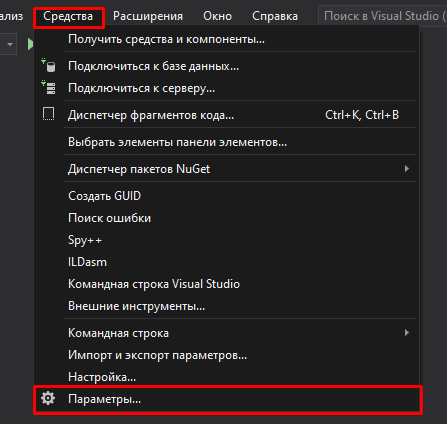 ализ Средства Расширения Окно Справка Поиск в Visual Studio (
Получить средства и компоненты...
Подключиться к базе данных...
Подключиться к серверу...
Диспетчер фрагментов кода... Ctrl+K, Ctrl+B
Выбрать элементы панели элементов...
Диспетчер пакетов NuGet
Создать GUID
Поиск ошибки
Spy++
ILDasm
Командная строка Visual Studio
Внешние инструменты...
Командная строка
Импорт и экспорт параметров...
Настройка...
Параметры...